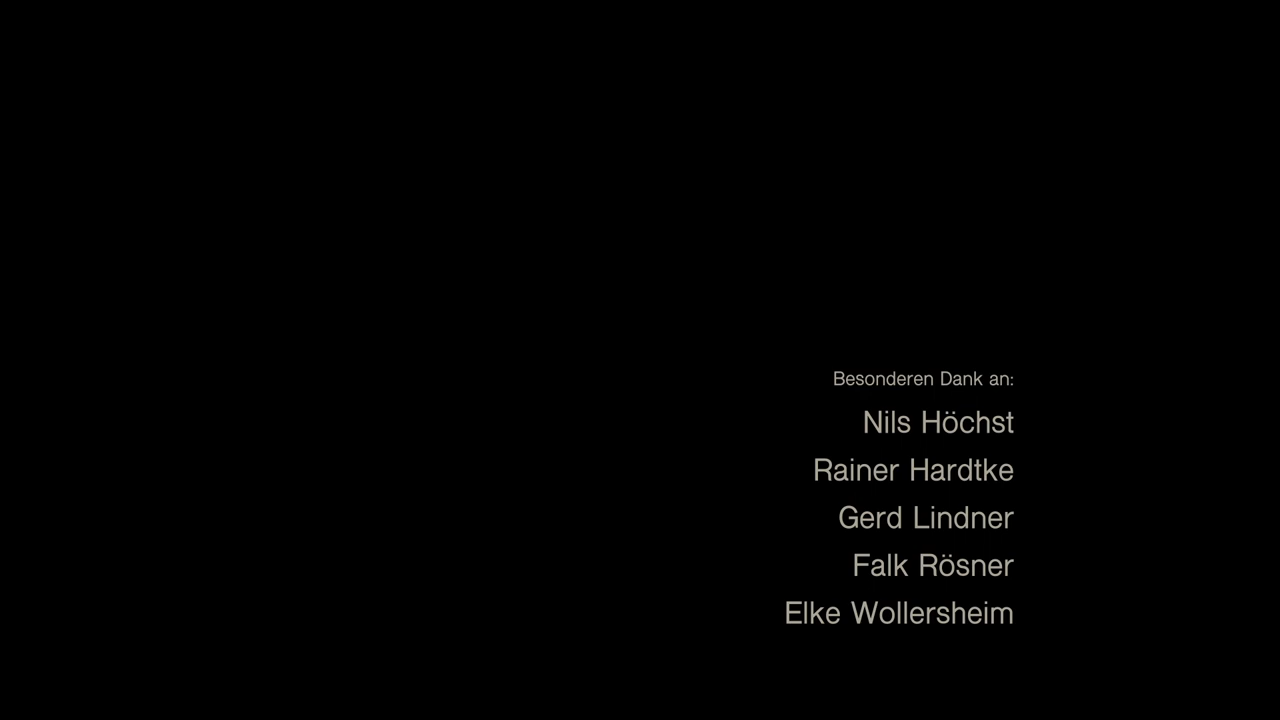 Besonderen Dank an:
Nils Höchst
Rainer Hardtke
Gerd Lindner
Falk Rösner
Elke Wollersheim